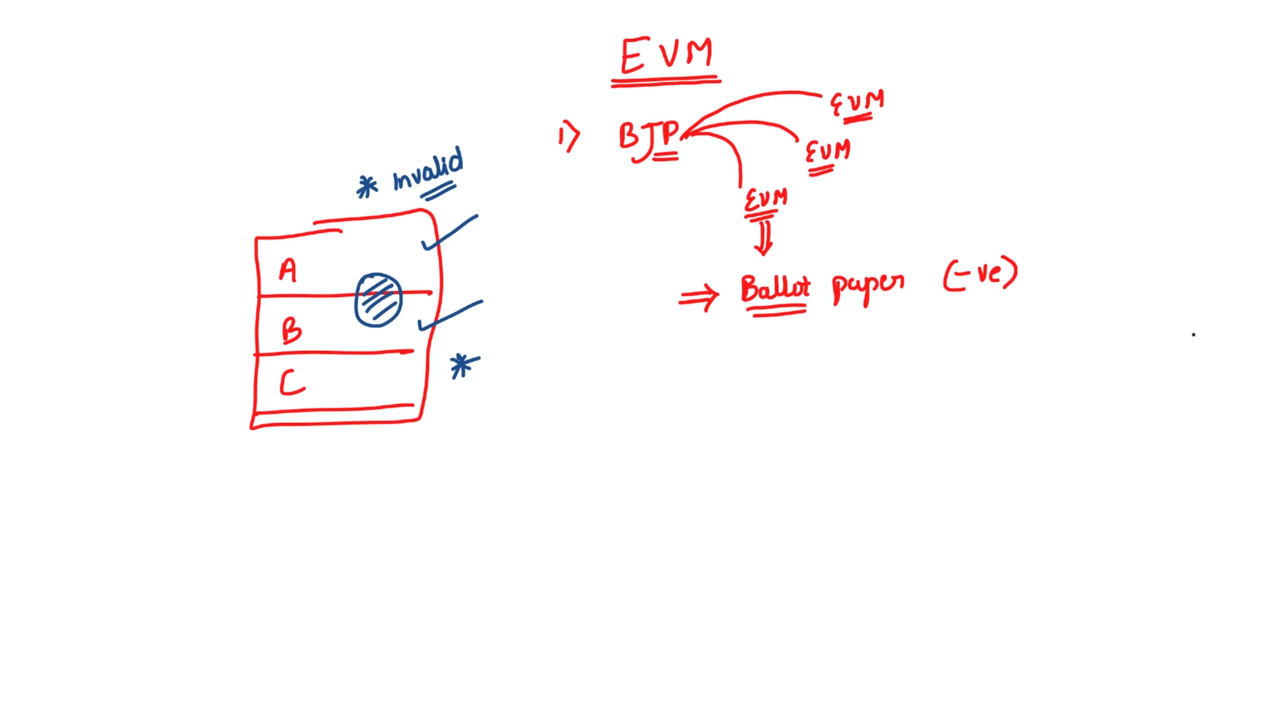 EVM
1) BJP
EVM
EVM
EVM
⇒ Ballot paper (-ve)
* Invalid
A
B
C
*